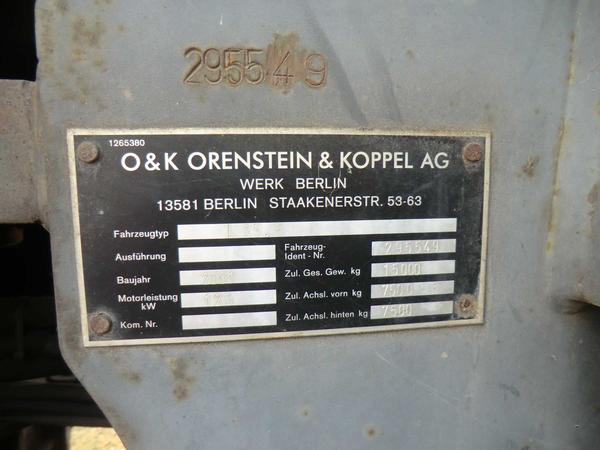 295549
1265380
O&K ORENSTEIN & KOPPEL AG
WERK BERLIN
13581 BERLIN STAAKENERSTR. 53-63
Fahrzeugtyp
Ausführung
Fahrzeug-Ident - Nr. 295549
Baujahr
Zul. Ges. Gew. kg 15000
Motorleistung kW
Zul. Achsl. vorn kg 7500
Kom. Nr.
Zul. Achsl. hinten kg 7500